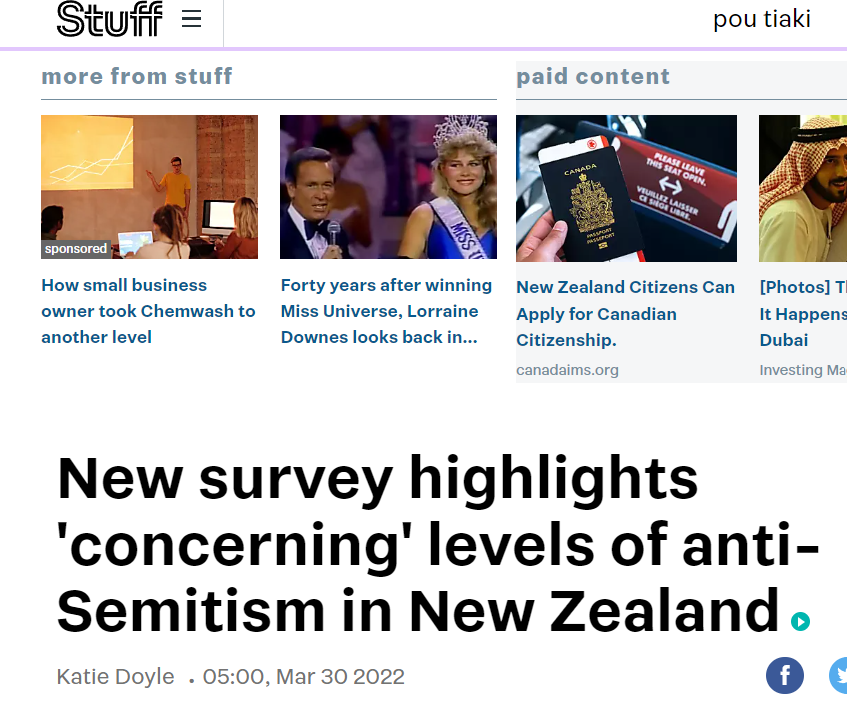 Stuff
pou tiaki
more from stuff
paid content
sponsored
MISS U
CANADA
PASSPORT
PASSEPORT
PLEASE LEAVE
THIS SEAT OPEN.
VEUILLEZ LAISSER
CE SIÈGE LIBRE.
How small business
owner took Chemwash to
another level
Forty years after winning
Miss Universe, Lorraine
Downes looks back in...
New Zealand Citizens Can
Apply for Canadian
Citizenship.
canadaims.org
[Photos] T
It Happens
Dubai
Investing Ma
New survey highlights
'concerning' levels of anti-
Semitism in New Zealand
Katie Doyle . 05:00, Mar 30 2022
f